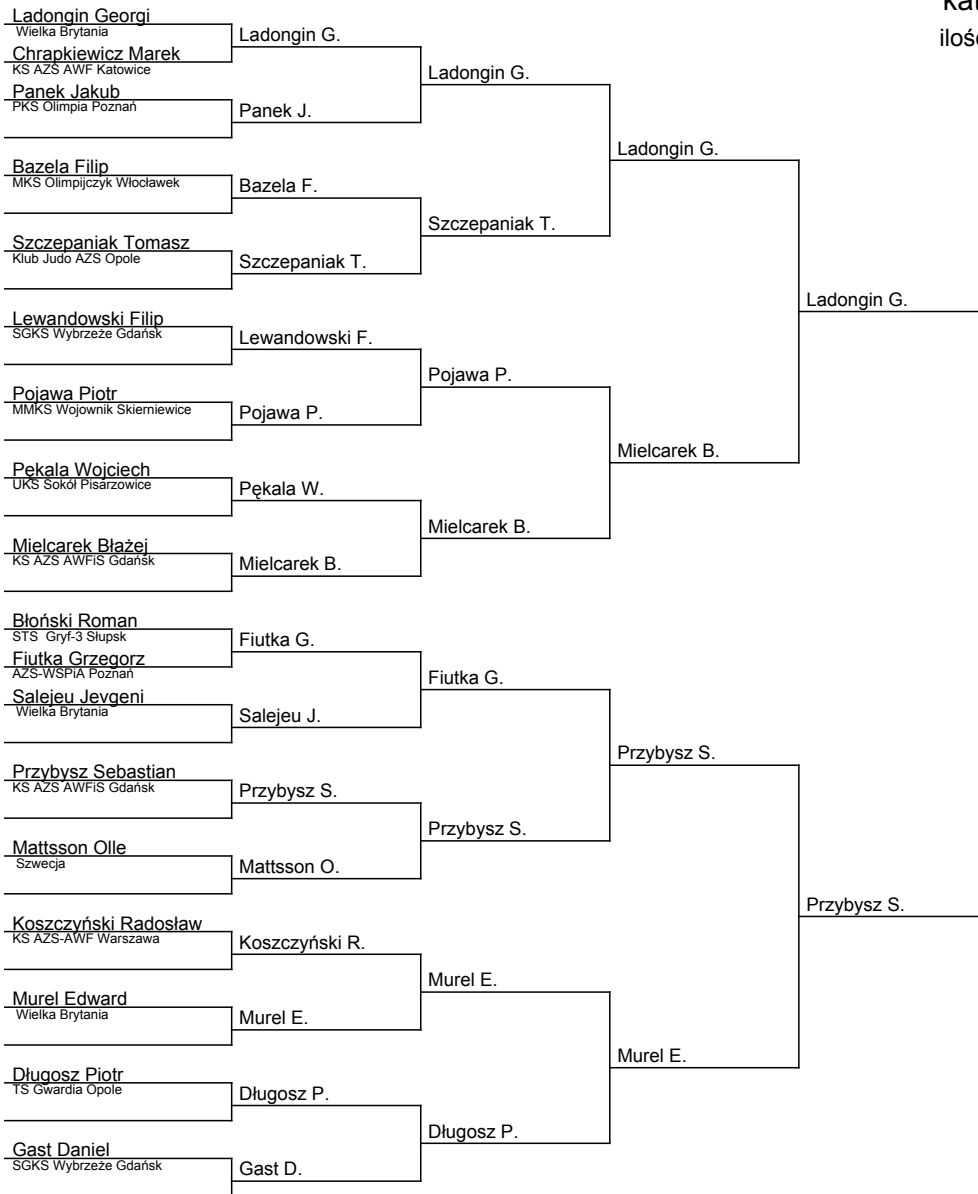 kat
ilość
Ladongin Georgi
Wielka Brytania
Chrapkiewicz Marek
KS AZS AWF Katowice
Panek Jakub
PKS Olimpia Poznań
Bazela Filip
MKS Olimpijczyk Włocławek
Szczepaniak Tomasz
Klub Judo AZS Opole
Lewandowski Filip
SGKS Wybrzeże Gdańsk
Pojawa Piotr
MMKS Wojownik Skierniewice
Pękala Wojciech
UKS Sokół Pisarzowice
Mielcarek Błażej
KS AZS AWFiS Gdańsk
Błoński Roman
STS Gryf-3 Słupsk
Fiutka Grzegorz
AZS-WSPiA Poznań
Salejeu Jevgeni
Wielka Brytania
Przybysz Sebastian
KS AZS AWFiS Gdańsk
Mattsson Olle
Szwecja
Koszczyński Radosław
KS AZS-AWF Warszawa
Murel Edward
Wielka Brytania
Długosz Piotr
TS Gwardia Opole
Gast Daniel
SGKS Wybrzeże Gdańsk
Ladongin G.
Panek J.
Bazela F.
Szczepaniak T.
Lewandowski F.
Pojawa P.
Pękala W.
Mielcarek B.
Fiutka G.
Salejeu J.
Przybysz S.
Mattsson O.
Koszczyński R.
Murel E.
Długosz P.
Gast D.
Ladongin G.
Szczepaniak T.
Pojawa P.
Mielcarek B.
Fiutka G.
Przybysz S.
Murel E.
Długosz P.
Ladongin G.
Mielcarek B.
Przybysz S.
Murel E.
Ladongin G.
Przybysz S.